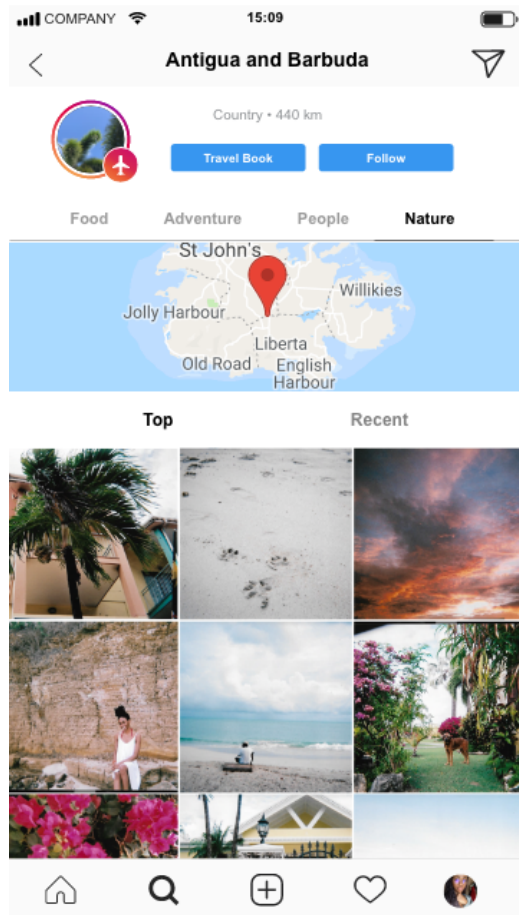 COMPANY 15:09
Antigua and Barbuda
Country • 440 km
Travel Book Follow
Food Adventure People Nature
St John's
Willikies
Jolly Harbour
Liberta
Old Road English
Harbour
Top Recent